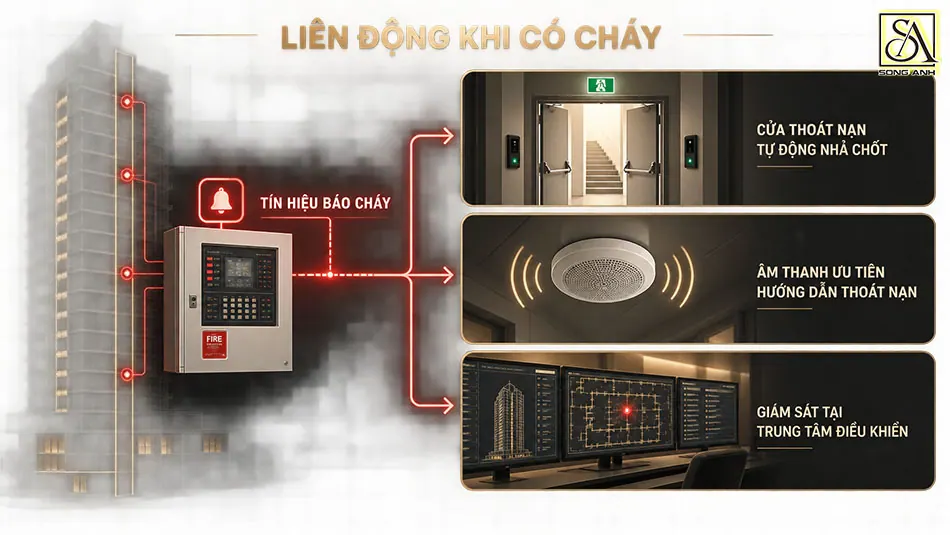 LIÊN ĐỘNG KHI CÓ CHÁY
SA
SONG ANH
TÍN HIỆU BÁO CHÁY
FIRE
CỬA THOÁT NẠN
TỰ ĐỘNG NHẢ CHỐT
ÂM THANH ƯU TIÊN
HƯỚNG DẪN THOÁT NẠN
GIÁM SÁT TẠI
TRUNG TÂM ĐIỀU KHIỂN